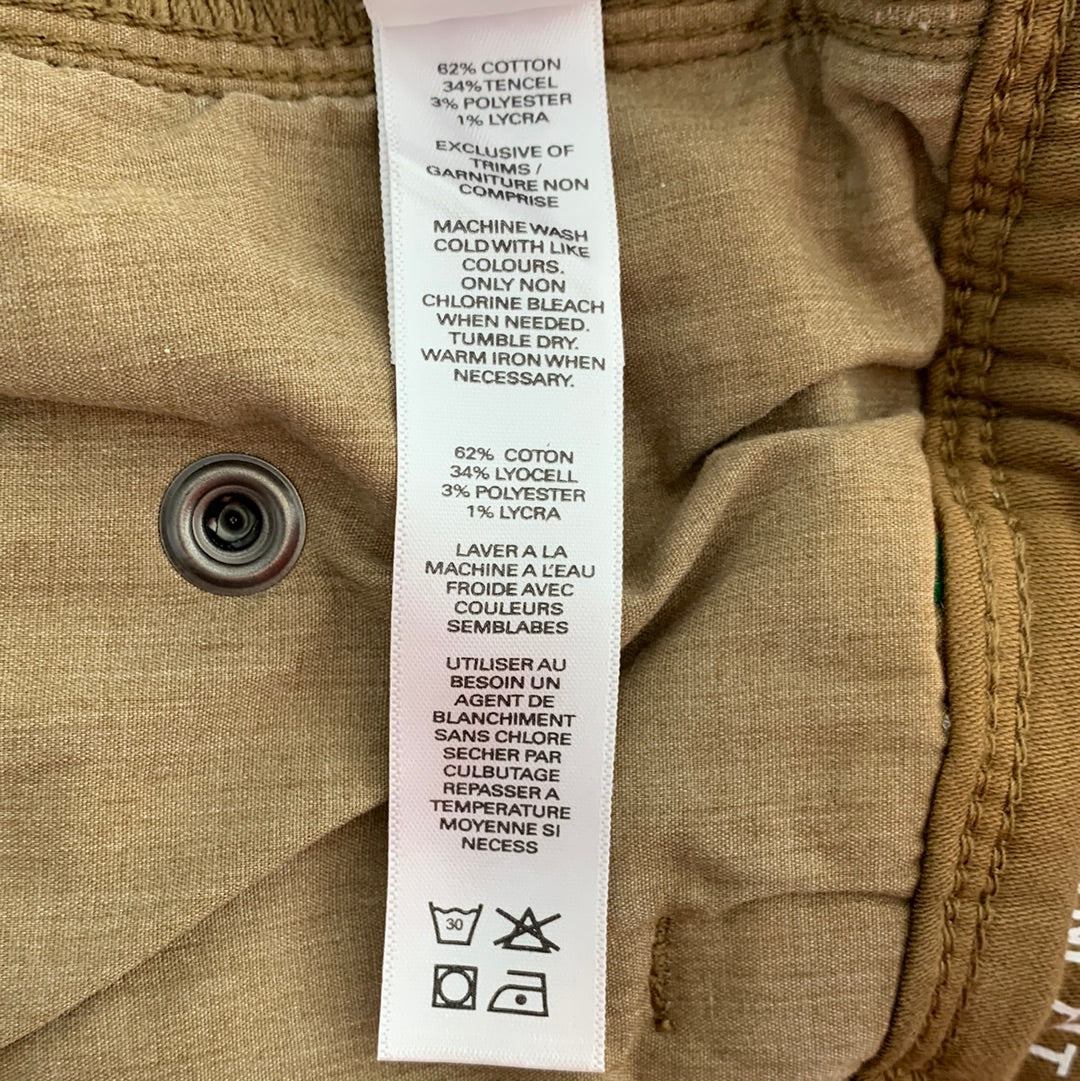 62% COTTON
34% TENCEL
3% POLYESTER
1% LYCRA
EXCLUSIVE OF
TRIMS /
GARNITURE NON
COMPRISE
MACHINE WASH
COLD WITH LIKE
COLOURS.
ONLY NON
CHLORINE BLEACH
WHEN NEEDED.
TUMBLE DRY.
WARM IRON WHEN
NECESSARY.
62% COTON
34% LYOCELL
3% POLYESTER
1% LYCRA
LAVER A LA
MACHINE A L'EAU
FROIDE AVEC
COULEURS
SEMBLABES
UTILISER AU
BESOIN UN
AGENT DE
BLANCHIMENT
SANS CHLORE
SECHER PAR
CULBUTAGE
REPASSER A
TEMPERATURE
MOYENNE SI
NECESS
30